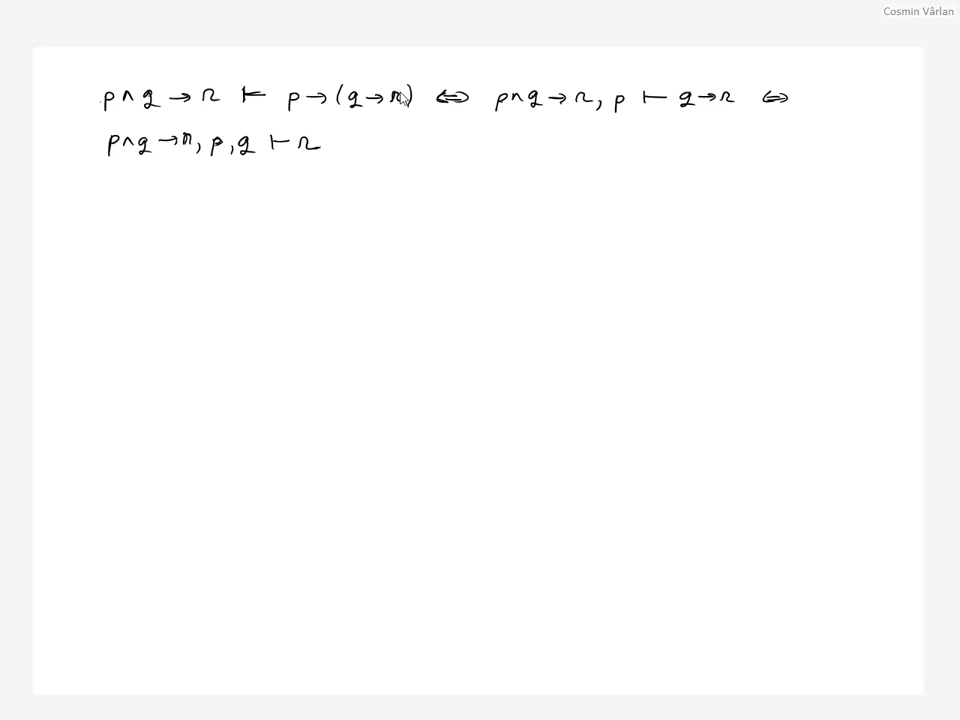 Cosmin Vârlan
p ∧ q → r ⊢ p → (q → r) ⇔ p ∧ q → r, p ⊢ q → r ⇔
p ∧ q → r, p, q ⊢ r